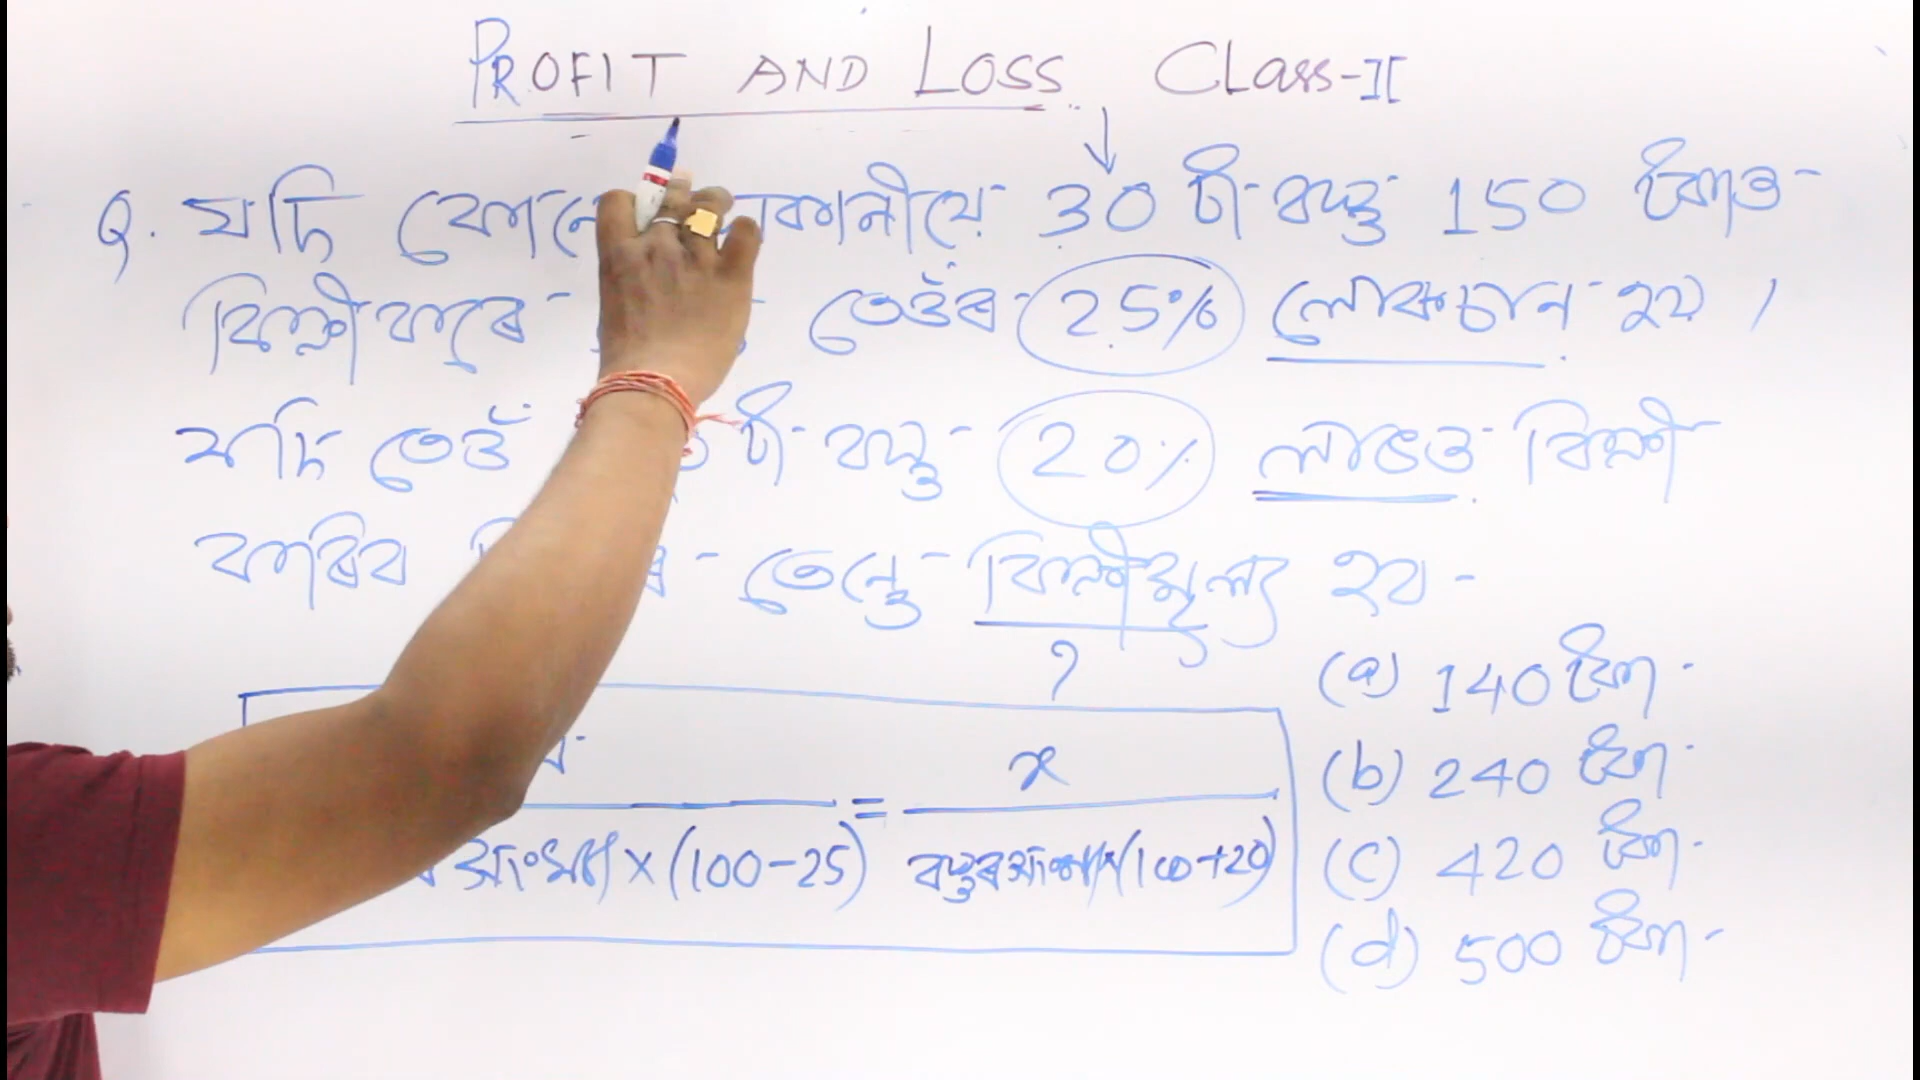 PROFIT AND LOSS Class-II
Q. যদি 30 টা বস্তু 150 টকাত
বিক্ৰী কৰে তেওঁৰ 25% লোকচান হয় ।
যদি তেওঁ টা বস্তু 20% লাভত বিক্ৰী
কৰিব তেন্তে বিক্ৰীমূল্য হব -
?
(a) 140 টকা.
(b) 240 টকা.
(c) 420 টকা.
(d) 500 টকা.
x
সংখ্যা × (100-25) = বস্তুৰ সংখ্যা × (100+20)